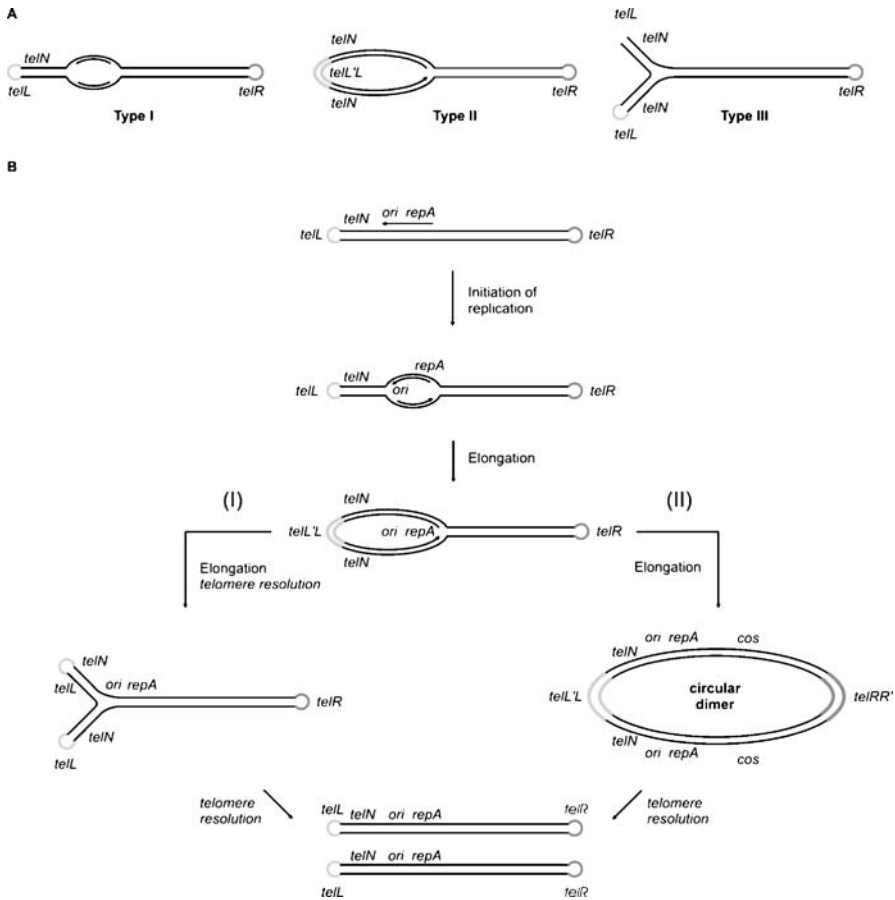 A
telN
telL
telR
Type I
telN
telL'L
telN
Type II
telL
telN
telN
telL
telR
Type III
B
telN ori repA
telL
telR
Initiation of
replication
repA
telN
telL
ori
telR
Elongation
(I)
telN
(II)
telL'L
ori repA
telR
telN
Elongation
telomere resolution
Elongation
telN
telL
ori repA
telR
telN
telL
ori repA
cos
telN
telL'L
circular
dimer
telRR'
telN
ori repA
cos
telomere
resolution
telL
telN ori repA
telR
telomere
resolution
telN ori repA
telL
telR